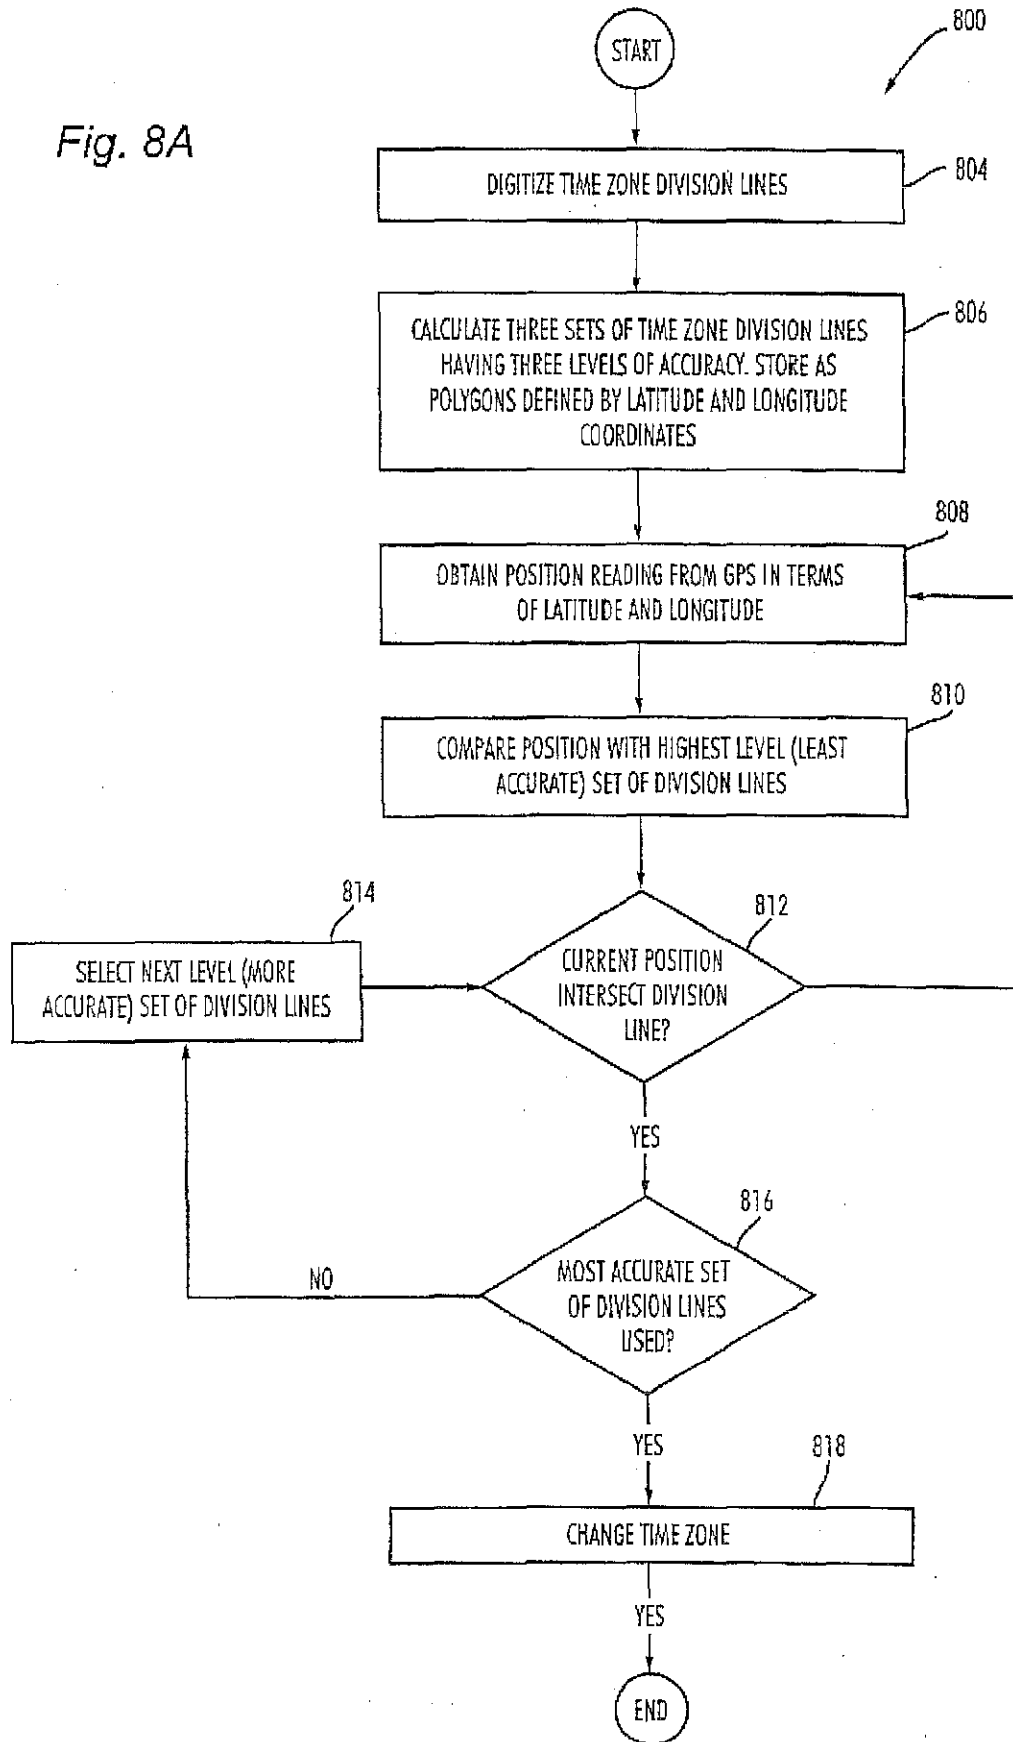 800
START
Fig. 8A
804
DIGITIZE TIME ZONE DIVISION LINES
806
CALCULATE THREE SETS OF TIME ZONE DIVISION LINES
HAVING THREE LEVELS OF ACCURACY. STORE AS
POLYGONS DEFINED BY LATITUDE AND LONGITUDE
COORDINATES
808
OBTAIN POSITION READING FROM GPS IN TERMS
OF LATITUDE AND LONGITUDE
810
COMPARE POSITION WITH HIGHEST LEVEL (LEAST
ACCURATE) SET OF DIVISION LINES
814
SELECT NEXT LEVEL (MORE
ACCURATE) SET OF DIVISION LINES
812
CURRENT POSITION
INTERSECT DIVISION
LINE?
YES
816
MOST ACCURATE SET
OF DIVISION LINES
USED?
NO
YES
818
CHANGE TIME ZONE
YES
END